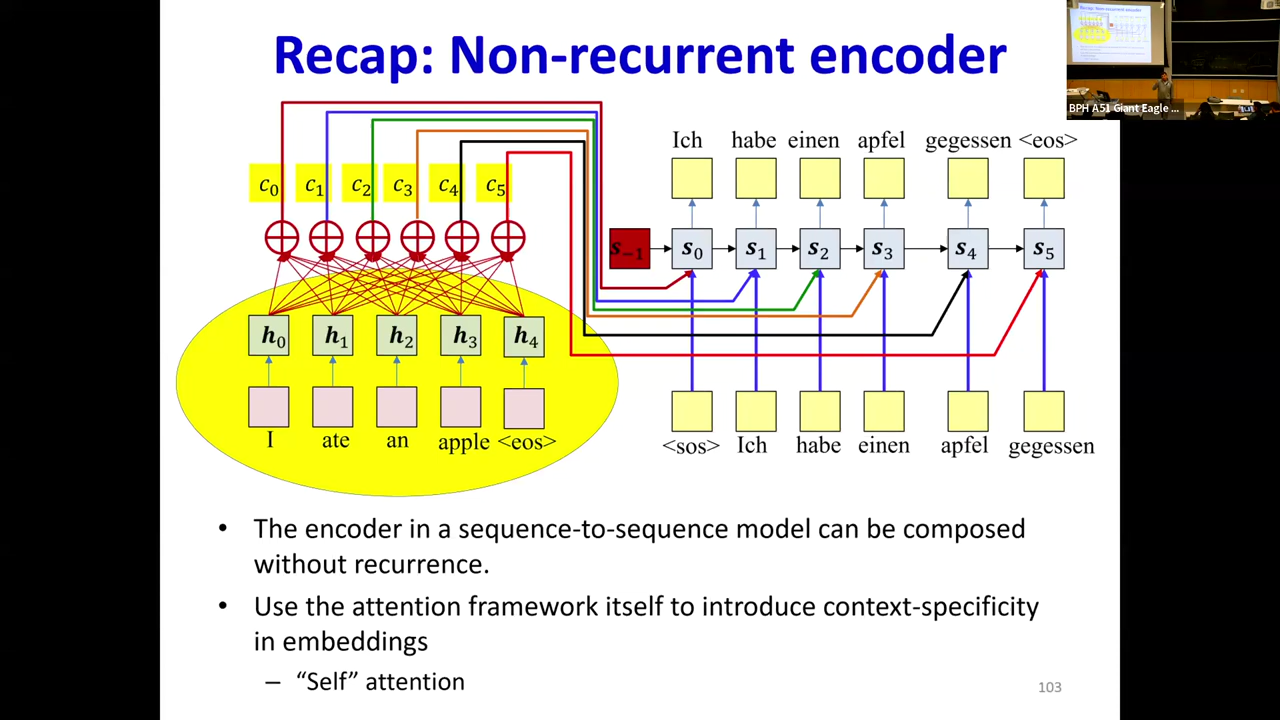 Recap: Non-recurrent encoder
BPH A51 Giant Eagle ...
c₀ c₁ c₂ c₃ c₄ c₅
Ich habe einen apfel gegessen <eos>
s₋₁ s₀ s₁ s₂ s₃ s₄ s₅
h₀ h₁ h₂ h₃ h₄
I ate an apple <eos>
<sos> Ich habe einen apfel gegessen
• The encoder in a sequence-to-sequence model can be composed
without recurrence.
• Use the attention framework itself to introduce context-specificity
in embeddings
– “Self” attention
103